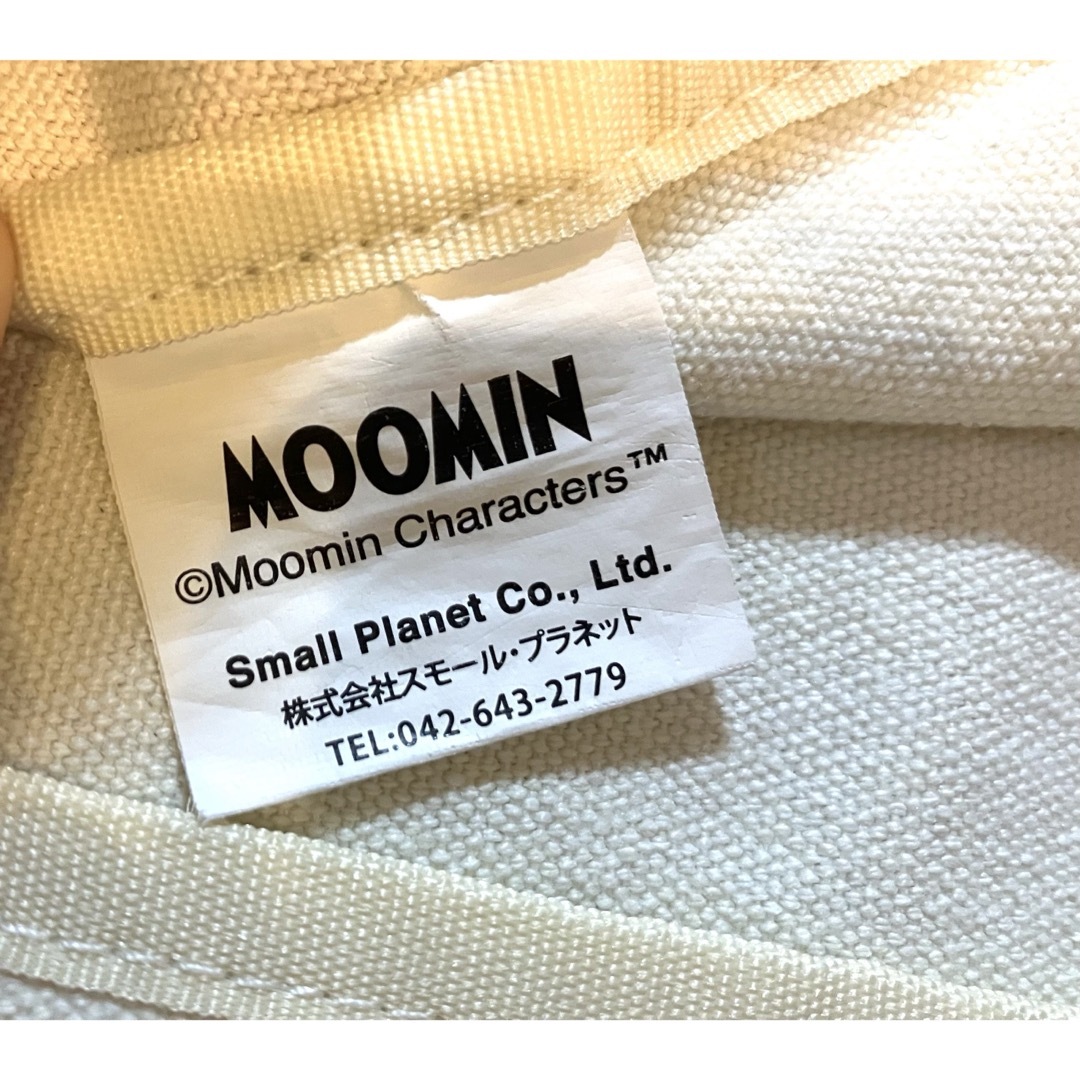 MOOMIN
©Moomin Characters™
Small Planet Co., Ltd.
株式会社スモール・プラネット
TEL:042-643-2779